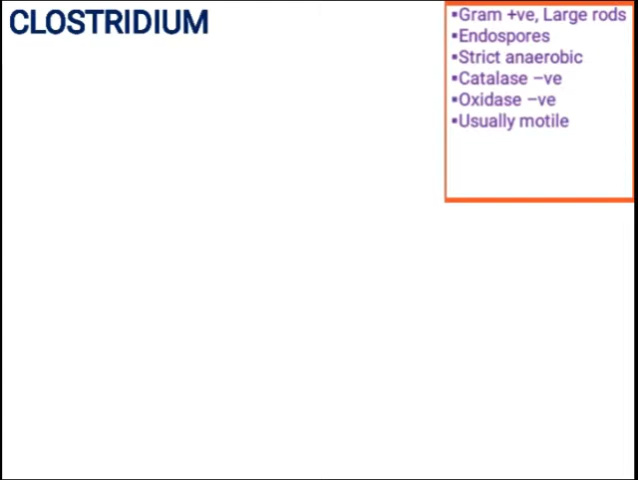 CLOSTRIDIUM
▪Gram +ve, Large rods
▪Endospores
▪Strict anaerobic
▪Catalase –ve
▪Oxidase –ve
▪Usually motile